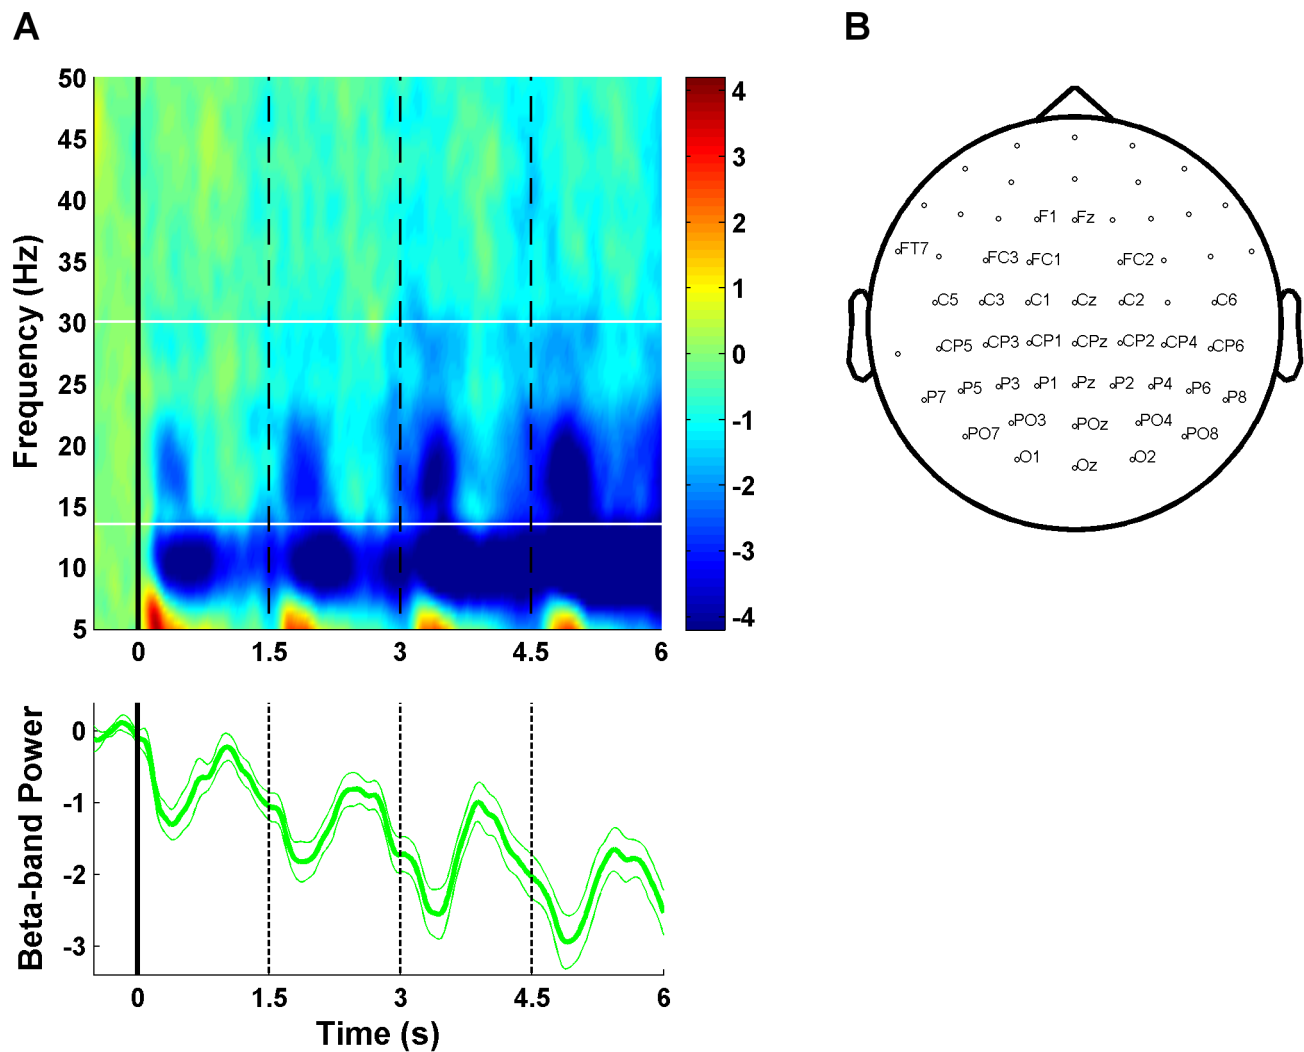 A
B
Frequency (Hz)
50
45
40
35
30
25
20
15
10
5
0 1.5 3 4.5 6
4
3
2
1
0
-1
-2
-3
-4
Beta-band Power
0
-1
-2
-3
0 1.5 3 4.5 6
Time (s)
F1 Fz
FT7 FC3 FC1 FC2
C5 C3 C1 Cz C2 C6
CP5 CP3 CP1 CPz CP2 CP4 CP6
P7 P5 P3 P1 Pz P2 P4 P6 P8
PO7 PO3 POz PO4 PO8
O1 Oz O2